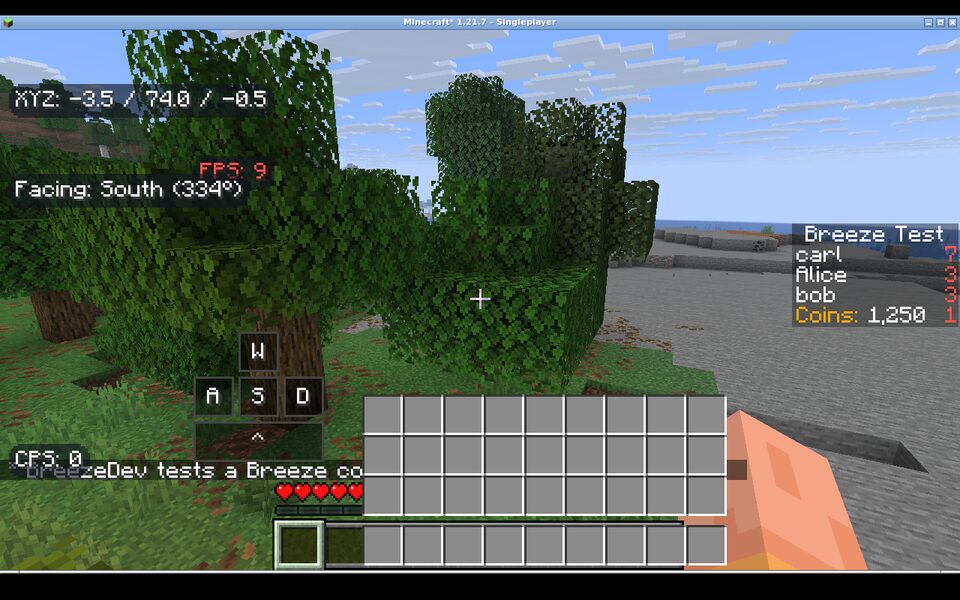 Minecraft* 1.21.7 - Singleplayer
XYZ: -3.5 / 74.0 / -0.5
FPS: 9
Facing: South (334°)
Breeze Test
carl 7
Alice 3
bob 3
Coins: 1,250 1
W
A S D
^
CPS: 0
BreezeDev tests a Breeze co